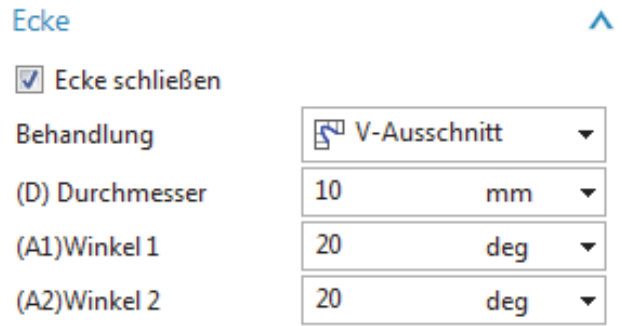 Ecke
Ecke schließen
Behandlung V-Ausschnitt
(D) Durchmesser 10 mm
(A1)Winkel 1 20 deg
(A2)Winkel 2 20 deg